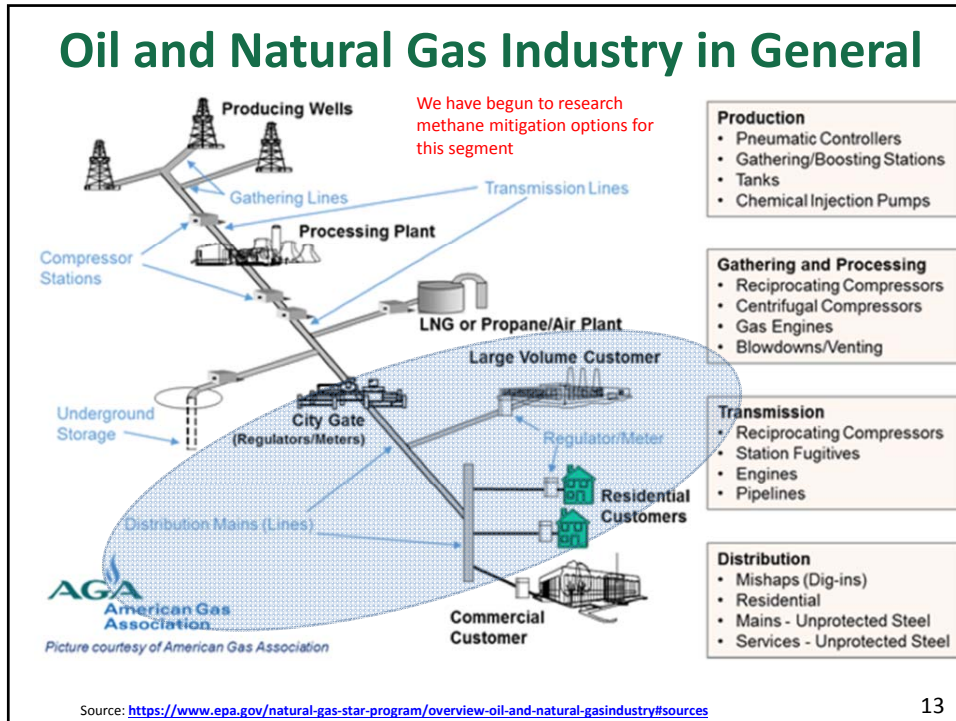 Oil and Natural Gas Industry in General
Producing Wells
We have begun to research
methane mitigation options for
this segment
Gathering Lines
Transmission Lines
Processing Plant
Compressor
Stations
LNG or Propane/Air Plant
Large Volume Customer
Underground
Storage
City Gate
(Regulators/Meters)
Regulator/Meter
Residential
Customers
Distribution Mains (Lines)
AGA
American Gas
Association
Commercial
Customer
Picture courtesy of American Gas Association
Production
• Pneumatic Controllers
• Gathering/Boosting Stations
• Tanks
• Chemical Injection Pumps
Gathering and Processing
• Reciprocating Compressors
• Centrifugal Compressors
• Gas Engines
• Blowdowns/Venting
Transmission
• Reciprocating Compressors
• Station Fugitives
• Engines
• Pipelines
Distribution
• Mishaps (Dig-ins)
• Residential
• Mains - Unprotected Steel
• Services - Unprotected Steel
Source: https://www.epa.gov/natural-gas-star-program/overview-oil-and-natural-gasindustry#sources
13